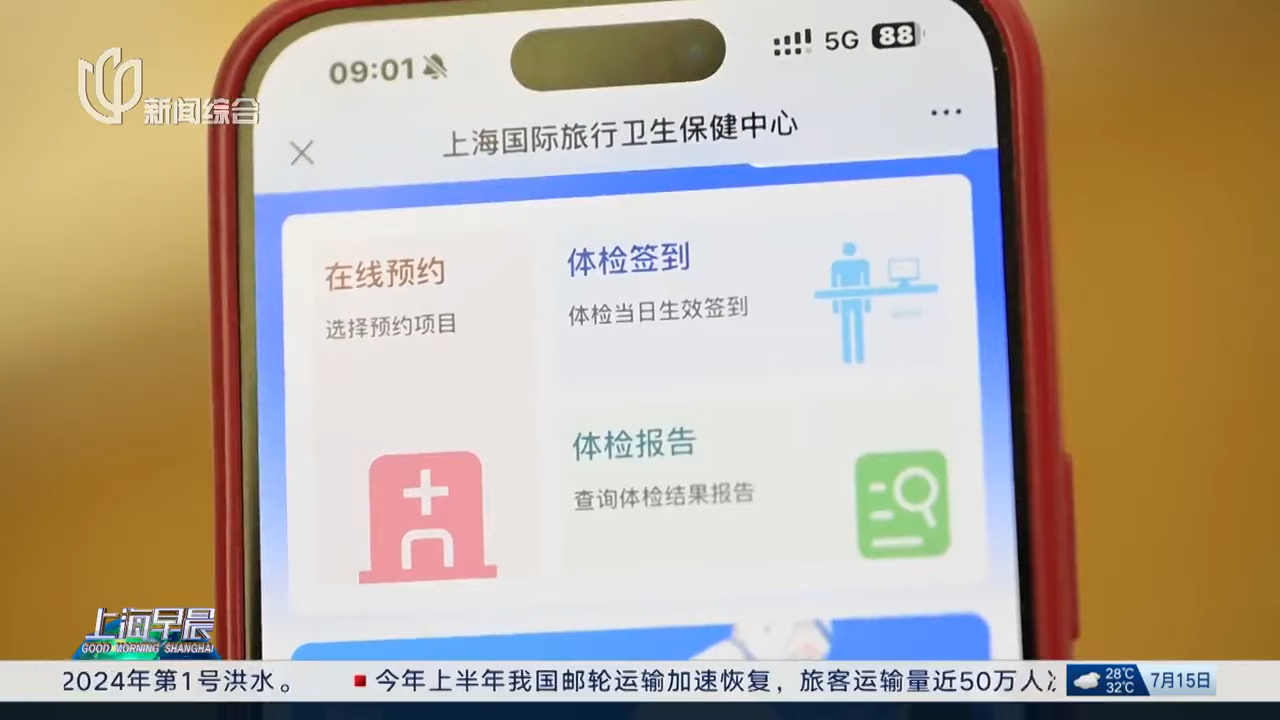 09:01
5G 88
新闻综合
上海国际旅行卫生保健中心
在线预约
选择预约项目
体检签到
体检当日生效签到
体检报告
查询体检结果报告
上海早晨
GOOD MORNING SHANGHAI
2024年第1号洪水。
今年上半年我国邮轮运输加速恢复，旅客运输量近50万人
28℃
32℃
7月15日